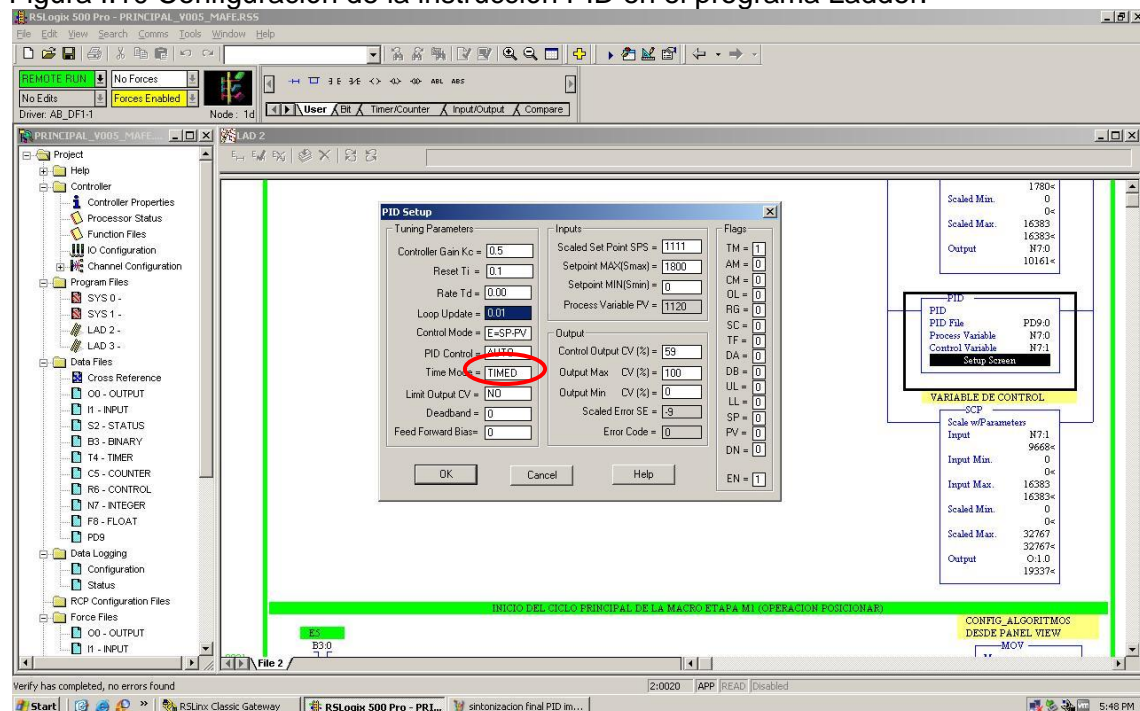 Figura I.10 Configuración de la instrucción PID en el programa Ladder.
RSLogix 500 Pro - PRINCIPAL_V005_MAFE.RSS
File Edit View Search Comms Tools Window Help
REMOTE RUN No Forces
No Edits Forces Enabled
Driver: AB_DF1-1 Node: 1d
ABL ABS
User Bit Timer/Counter Input/Output Compare
PRINCIPAL_V005_MAFE....
Project
Help
Controller
Controller Properties
Processor Status
Function Files
IO Configuration
Channel Configuration
Program Files
SYS 0 -
SYS 1 -
LAD 2 -
LAD 3 -
Data Files
Cross Reference
O0 - OUTPUT
I1 - INPUT
S2 - STATUS
B3 - BINARY
T4 - TIMER
C5 - COUNTER
R6 - CONTROL
N7 - INTEGER
F8 - FLOAT
PD9
Data Logging
Configuration
Status
RCP Configuration Files
Force Files
O0 - OUTPUT
I1 - INPUT
LAD 2
PID Setup
Tuning Parameters
Controller Gain Kc = 0.5
Reset Ti = 0.1
Rate Td = 0.00
Loop Update = 0.01
Control Mode = E=SP-PV
PID Control = AUTO
Time Mode = TIMED
Limit Output CV = NO
Deadband = 0
Feed Forward Bias= 0
Inputs
Scaled Set Point SPS = 1111
Setpoint MAX(Smax) = 1800
Setpoint MIN(Smin) = 0
Process Variable PV = 1120
Output
Control Output CV (%) = 59
Output Max CV (%) = 100
Output Min CV (%) = 0
Scaled Error SE = -9
Error Code = 0
Flags
TM = 1
AM = 0
CM = 0
OL = 0
RG = 0
SC = 0
TF = 0
DA = 0
DB = 0
UL = 0
LL = 0
SP = 0
PV = 0
DN = 0
EN = 1
OK Cancel Help
1780<
Scaled Min. 0
0<
Scaled Max. 16383
16383<
Output N7:0
10161<
PID
PID
PID File PD9:0
Process Variable N7:0
Control Variable N7:1
Setup Screen
VARIABLE DE CONTROL
SCP
Scale w/Parameters
Input N7:1
9668<
Input Min. 0
0<
Input Max. 16383
16383<
Scaled Min. 0
0<
Scaled Max. 32767
32767<
Output O:1.0
19337<
INICIO DEL CICLO PRINCIPAL DE LA MACRO ETAPA M1 (OPERACION POSICIONAR)
ES
B3:0
CONFIG_ALGORITMOS
DESDE PANEL VIEW
MOV
File 2
Verify has completed, no errors found 2:0020 APP READ Disabled
Start RSLinx Classic Gateway RSLogix 500 Pro - PRI... sintonizacion final PID im... 5:48 PM